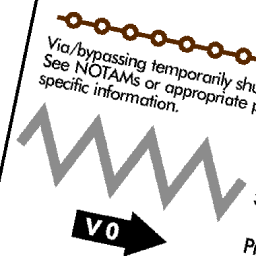 Via/bypassing temporarily
See NOTAMs or appropriate
specific information.
V0